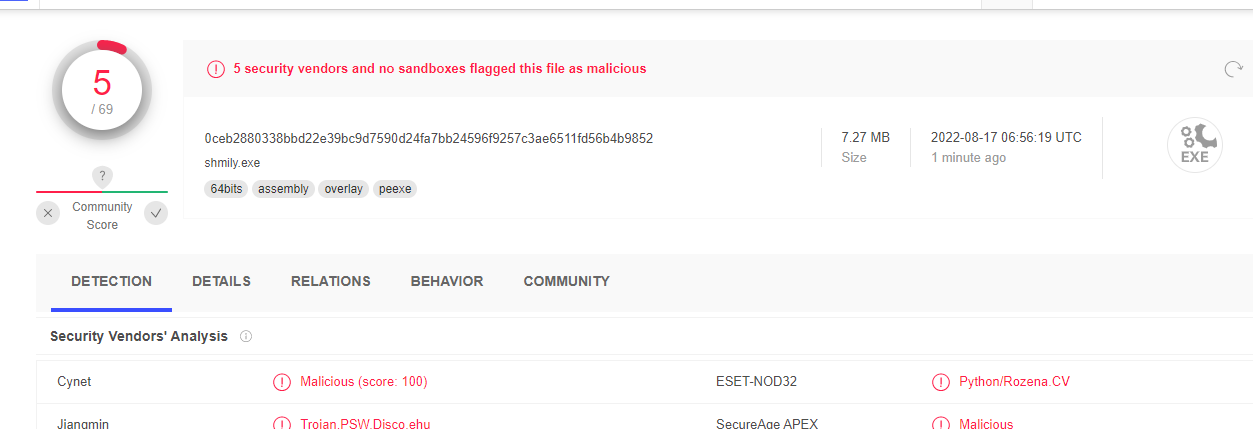 5
/ 69
5 security vendors and no sandboxes flagged this file as malicious
0ceb2880338bbd22e39bc9d7590d24fa7bb24596f9257c3ae6511fd56b4b9852
shmily.exe
64bits assembly overlay peexe
7.27 MB
Size
2022-08-17 06:56:19 UTC
1 minute ago
EXE
?
Community
Score
DETECTION DETAILS RELATIONS BEHAVIOR COMMUNITY
Security Vendors' Analysis
Cynet Malicious (score: 100) ESET-NOD32 Python/Rozena.CV
Jiangmin Trojan.PSW.Disco.ehu SecureAge APEX Malicious